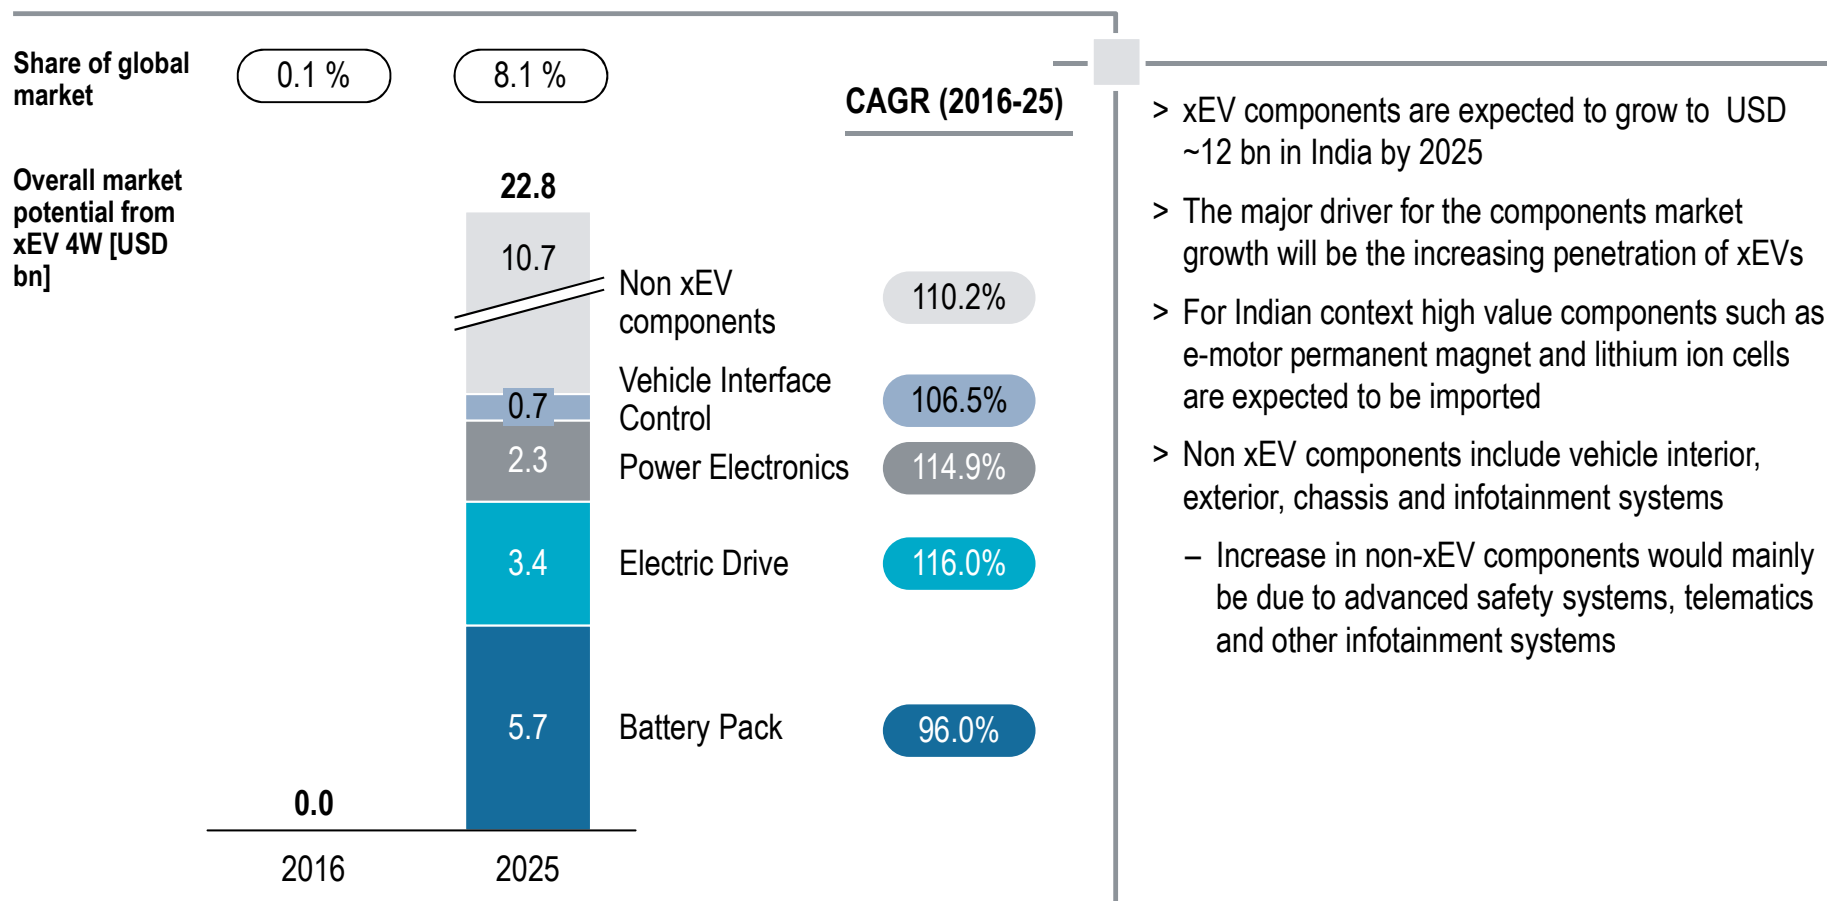 Share of global
market
0.1 %
8.1 %
CAGR (2016-25)
Overall market
potential from
xEV 4W [USD
bn]
22.8
10.7
Non xEV
components
110.2%
0.7
Vehicle Interface
Control
106.5%
2.3
Power Electronics
114.9%
3.4
Electric Drive
116.0%
5.7
Battery Pack
96.0%
0.0
2016
2025
> xEV components are expected to grow to USD
~12 bn in India by 2025
> The major driver for the components market
growth will be the increasing penetration of xEVs
> For Indian context high value components such as
e-motor permanent magnet and lithium ion cells
are expected to be imported
> Non xEV components include vehicle interior,
exterior, chassis and infotainment systems
– Increase in non-xEV components would mainly
be due to advanced safety systems, telematics
and other infotainment systems